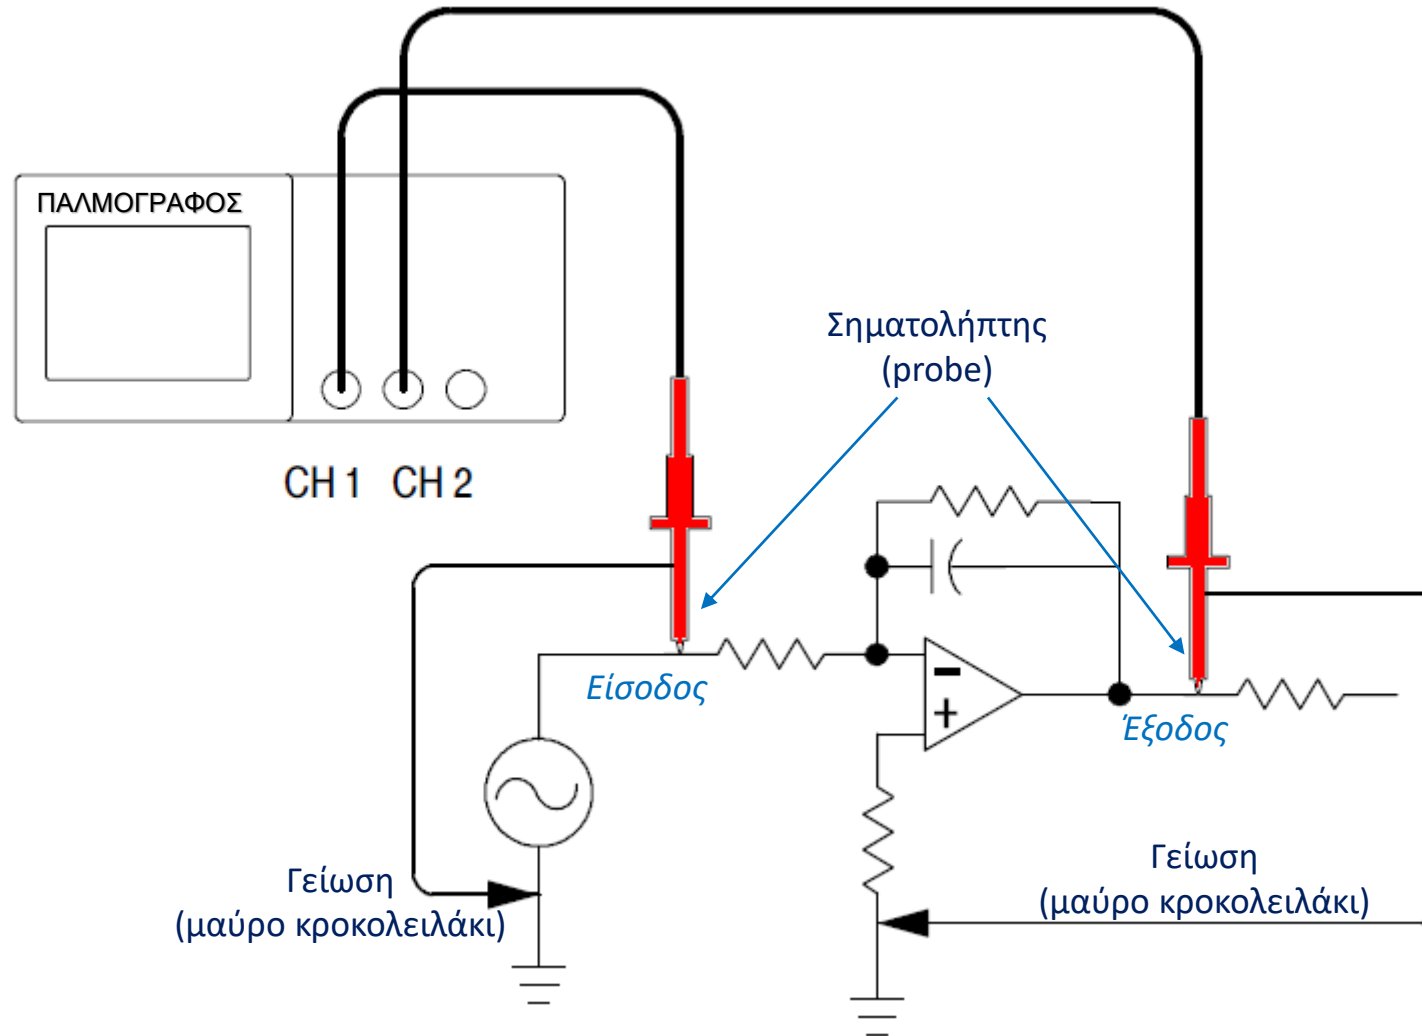 ΠΑΛΜΟΓΡΑΦΟΣ
CH 1 CH 2
Σηματολήπτης
(probe)
Είσοδος
Έξοδος
Γείωση
(μαύρο κροκολειλάκι)
Γείωση
(μαύρο κροκολειλάκι)